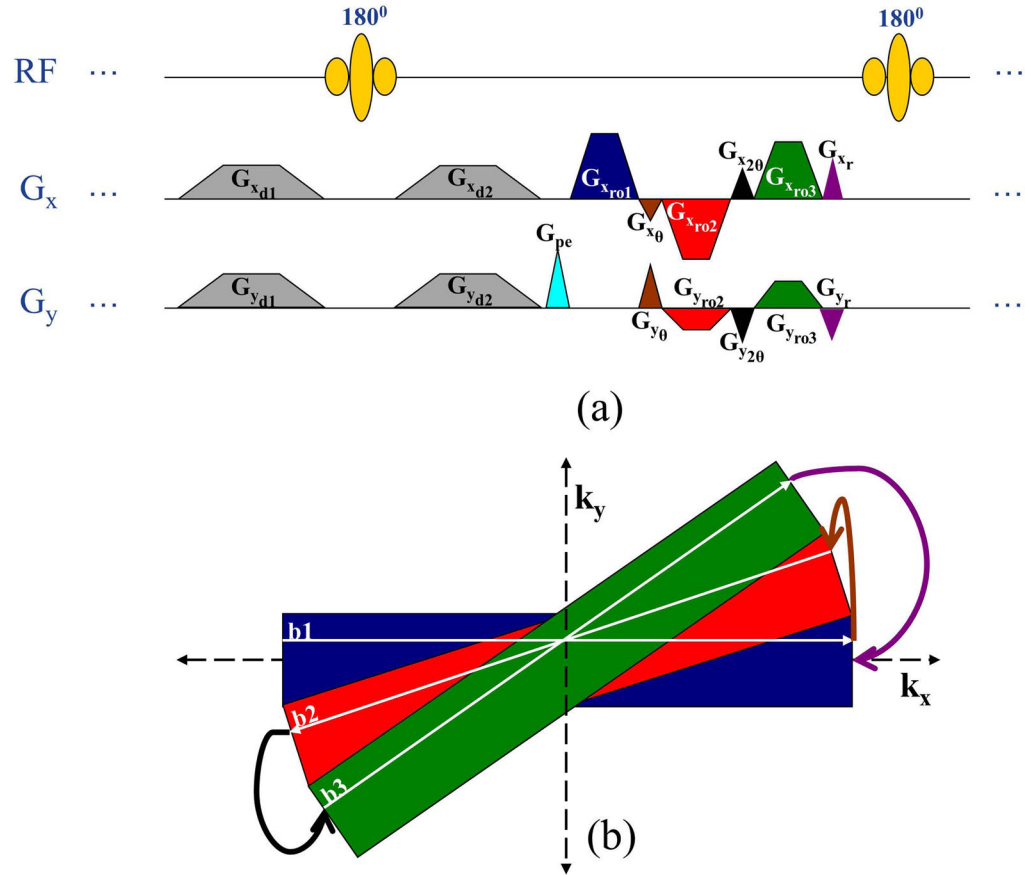 180⁰ 180⁰
RF ... ...
Gx ... Gxd1 Gxd2 Gxro1 Gxθ Gxro2 Gx2θ Gxro3 Gxr ...
Gpe
Gy ... Gyd1 Gyd2 Gyθ Gyro2 Gy2θ Gyro3 Gyr ...
(a)
ky
b1
kx
b2
b3
(b)